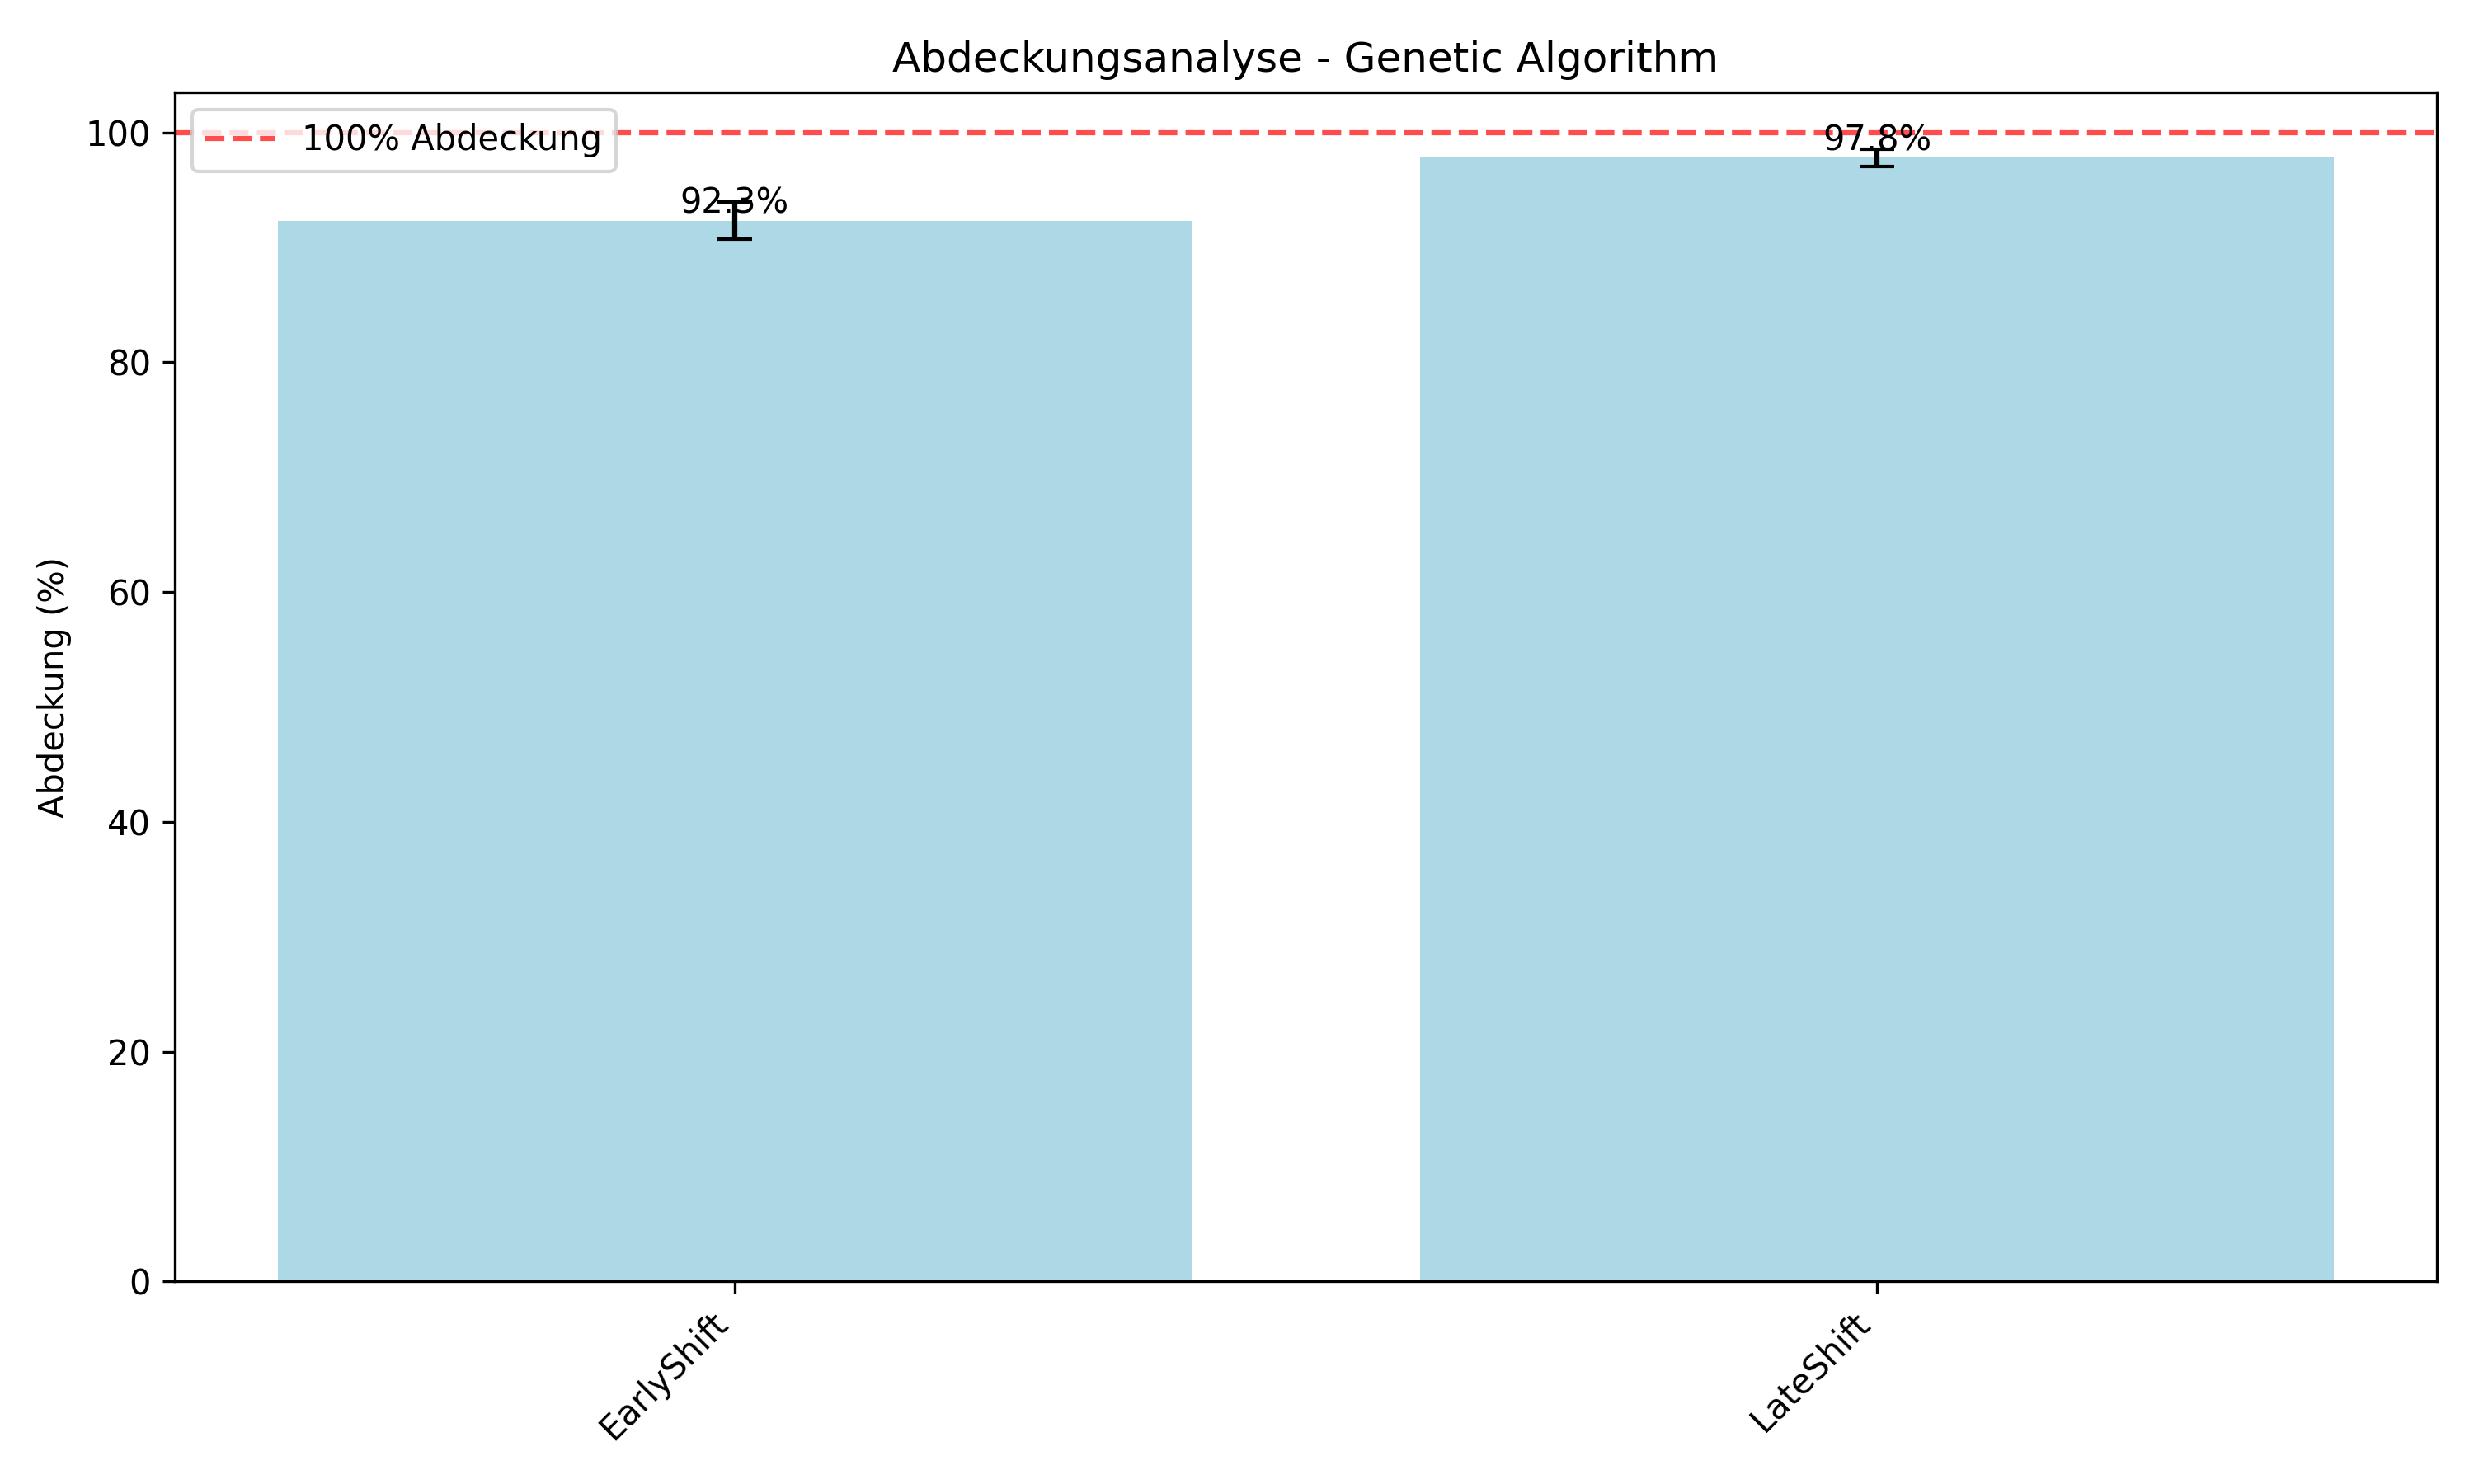 Abdeckungsanalyse - Genetic Algorithm
100% Abdeckung
92.3%
97.8%
Abdeckung (%)
100
80
60
40
20
0
EarlyShift
LateShift